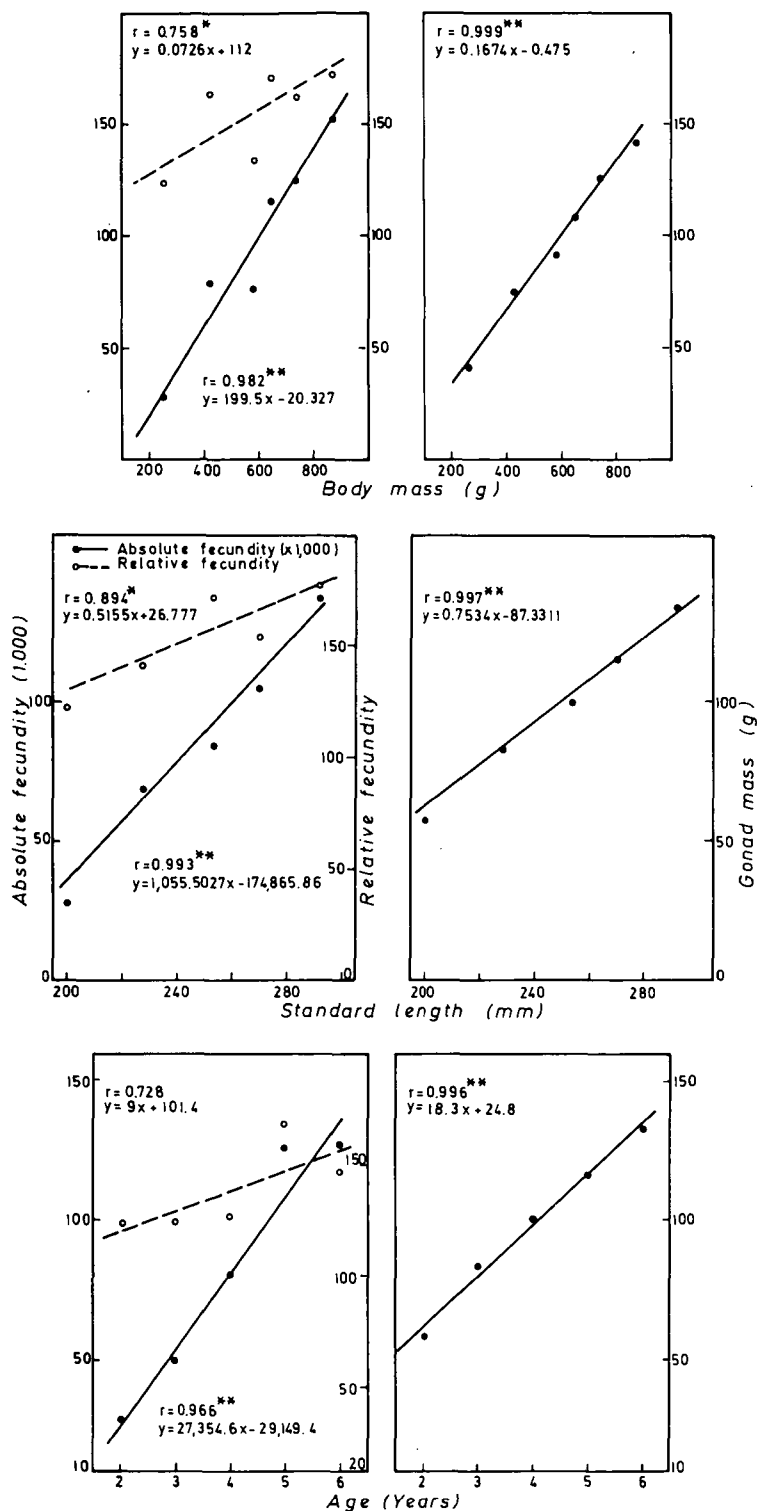 r = 0.758*
y = 0.0726x + 112
150
100
50
r = 0.982**
y = 199.5x - 20.327
150
100
50
r = 0.999**
y = 0.1674x - 0.475
200 400 600 800
200 400 600 800
Body mass (g)
Absolute fecundity (x1,000)
Relative fecundity
r = 0.894*
y = 0.5155x + 26.777
100
50
0
r = 0.993**
y = 1,055.5027x - 174,865.86
150
100
50
0
r = 0.997**
y = 0.7534x - 87.3311
100
50
0
Absolute fecundity (1.000)
Relative fecundity
Gonad mass (g)
200 240 280
200 240 280
Standard length (mm)
150
100
50
10
r = 0.728
y = 9x + 101.4
r = 0.966**
y = 27,354.6x - 29,149.4
150
100
50
20
r = 0.996**
y = 18.3x + 24.8
150
100
50
10
2 3 4 5 6
2 3 4 5 6
Age (Years)